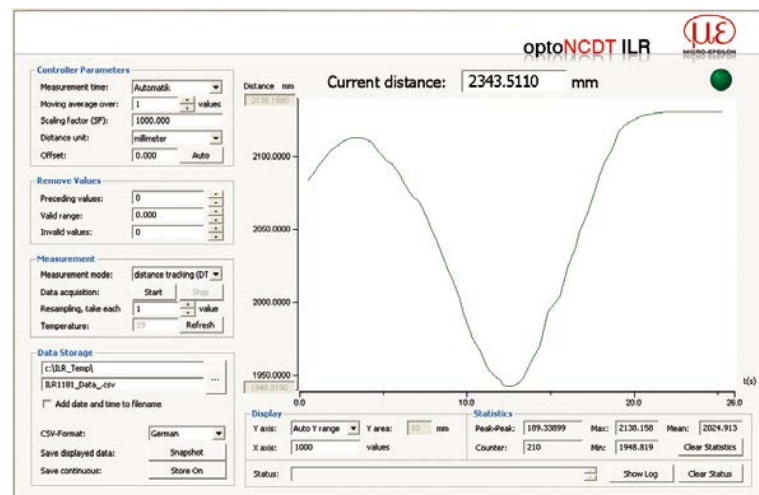 optoNCDT ILR
με
MICRO-EPSILON
Controller Parameters
Measurement time: Automatik
Moving average over: 1 values
Scaling factor (SF): 1000.000
Distance unit: millimeter
Offset: 0.000 Auto
Remove Values
Preceding values: 0
Valid range: 0.000
Invalid values: 0
Measurement
Measurement mode: distance tracking (DT
Data acquisition: Start Stop
Resampling, take each 1 value
Temperature: 29 Refresh
Data Storage
c:\ILR_Temp\
ILR1181_Data_.csv
...
Add date and time to filename
CSV-Format: German
Save displayed data: Snapshot
Save continuous: Store On
Distance mm
Current distance: 2343.5110 mm
2100.0000
2050.0000
2000.0000
1950.0000
1948.8190
0.0 10.0 20.0 26.0
t(s)
Display
Y axis: Auto Y range Y area: 10 mm
X axis: 1000 values
Statistics
Peak-Peak: 189.33899 Max: 2138.158 Mean: 2024.913
Counter: 210 Min: 1948.819 Clear Statistics
Status: Show Log Clear Status